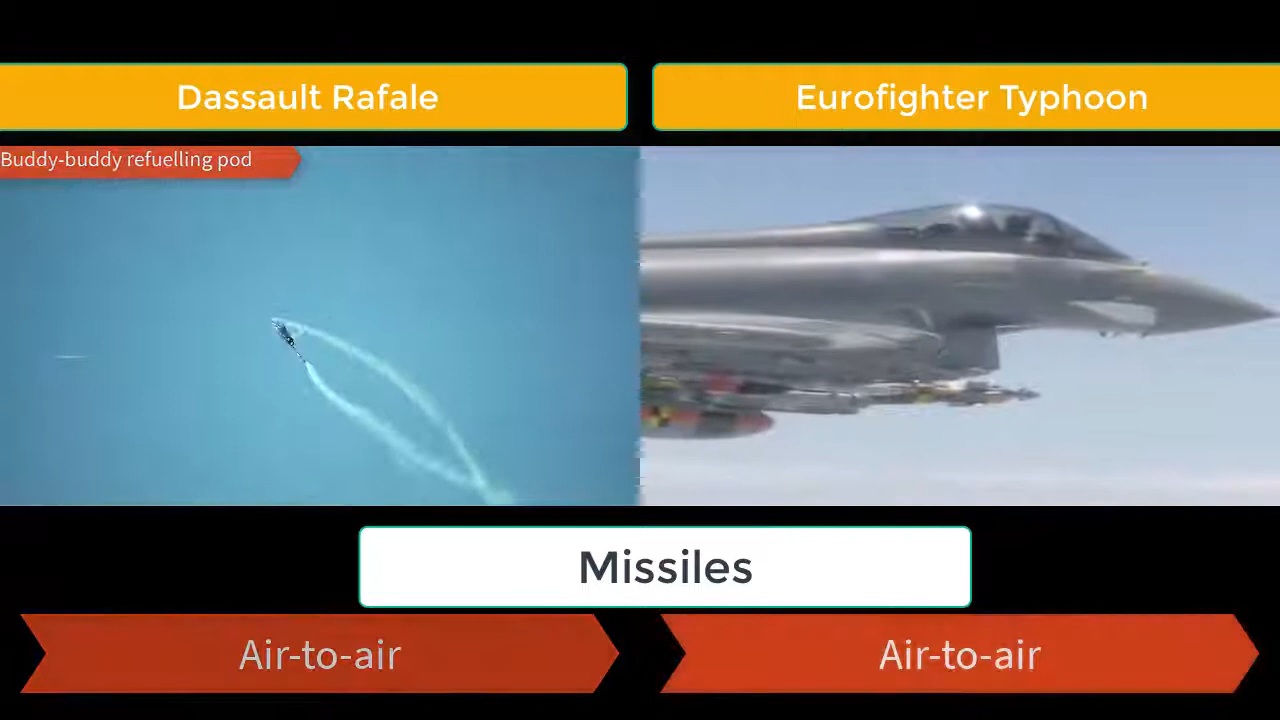 Dassault Rafale
Eurofighter Typhoon
Buddy-buddy refuelling pod
Missiles
Air-to-air
Air-to-air